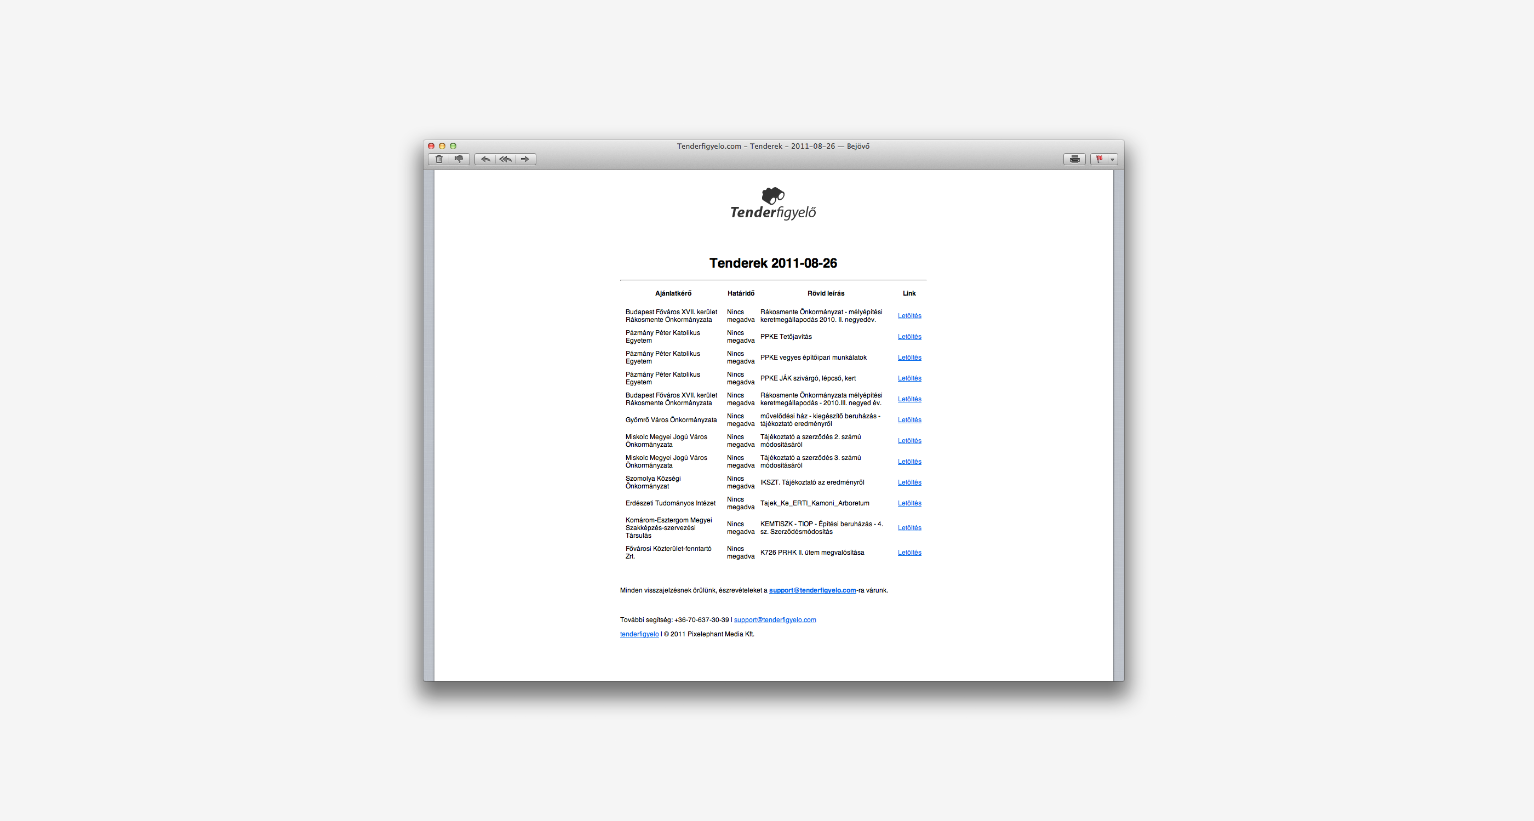 Tenderfigyelo.com – Tenderek – 2011-08-26 — Bejövő
Tenderfigyelő
Tenderek 2011-08-26
Ajánlatkérő Határidő Rövid leírás Link
Budapest Főváros XVII. kerület Nincs Rákosmente Önkormányzat - mélyépítési
Rákosmente Önkormányzata megadva keretmegállapodás 2010. II. negyedév. Letöltés
Pázmány Péter Katolikus Nincs
Egyetem megadva PPKE Tetőjavítás Letöltés
Pázmány Péter Katolikus Nincs
Egyetem megadva PPKE vegyes építőipari munkálatok Letöltés
Pázmány Péter Katolikus Nincs
Egyetem megadva PPKE JÁK szivárgó, lépcső, kert Letöltés
Budapest Főváros XVII. kerület Nincs Rákosmente Önkormányzata mélyépítési
Rákosmente Önkormányzata megadva keretmegállapodás - 2010.III. negyed év. Letöltés
Gyömrő Város Önkormányzata Nincs művelődési ház - kiegészítő beruházás -
megadva tájékoztató eredményről Letöltés
Miskolc Megyei Jogú Város Nincs Tájékoztató a szerződés 2. számú
Önkormányzata megadva módosításáról Letöltés
Miskolc Megyei Jogú Város Nincs Tájékoztató a szerződés 3. számú
Önkormányzata megadva módosításáról Letöltés
Szomolya Községi Nincs
Önkormányzat megadva IKSZT. Tájékoztató az eredményről Letöltés
Erdészeti Tudományos Intézet Nincs
megadva Tajek_Ke_ERTI_Kamoni_Arboretum Letöltés
Komárom-Esztergom Megyei
Szakképzés-szervezési Nincs KEMTISZK - TIOP - Építési beruházás - 4.
Társulás megadva sz. Szerződésmódosítás Letöltés
Fővárosi Közterület-fenntartó Nincs
Zrt. megadva K726 PRHK II. ütem megvalósítása Letöltés
Minden visszajelzésnek örülünk, észrevételeket a support@tenderfigyelo.com-ra várunk.
További segítség: +36-70-637-30-39 | support@tenderfigyelo.com
tenderfigyelo | © 2011 Pixelephant Media Kft.